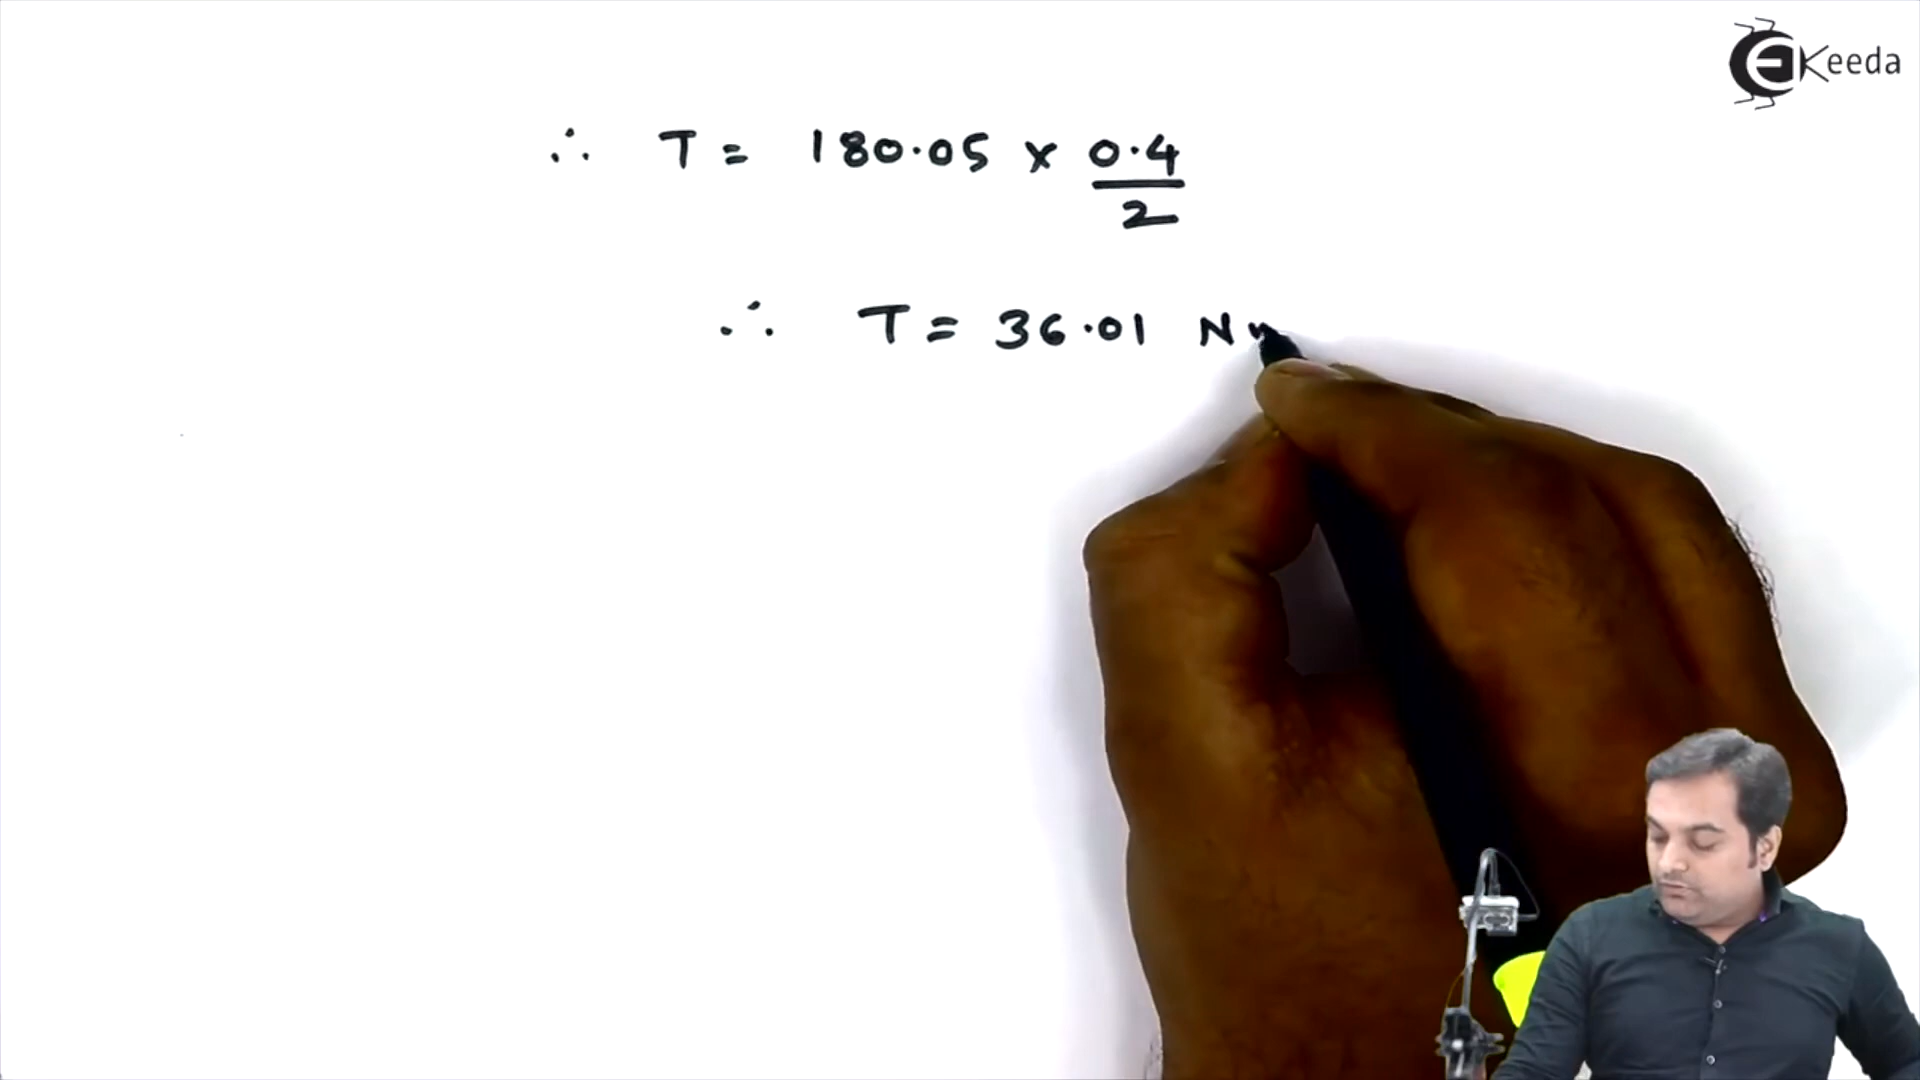 Keeda
∴ T = 180.05 × 0.4
2
∴ T = 36.01 N